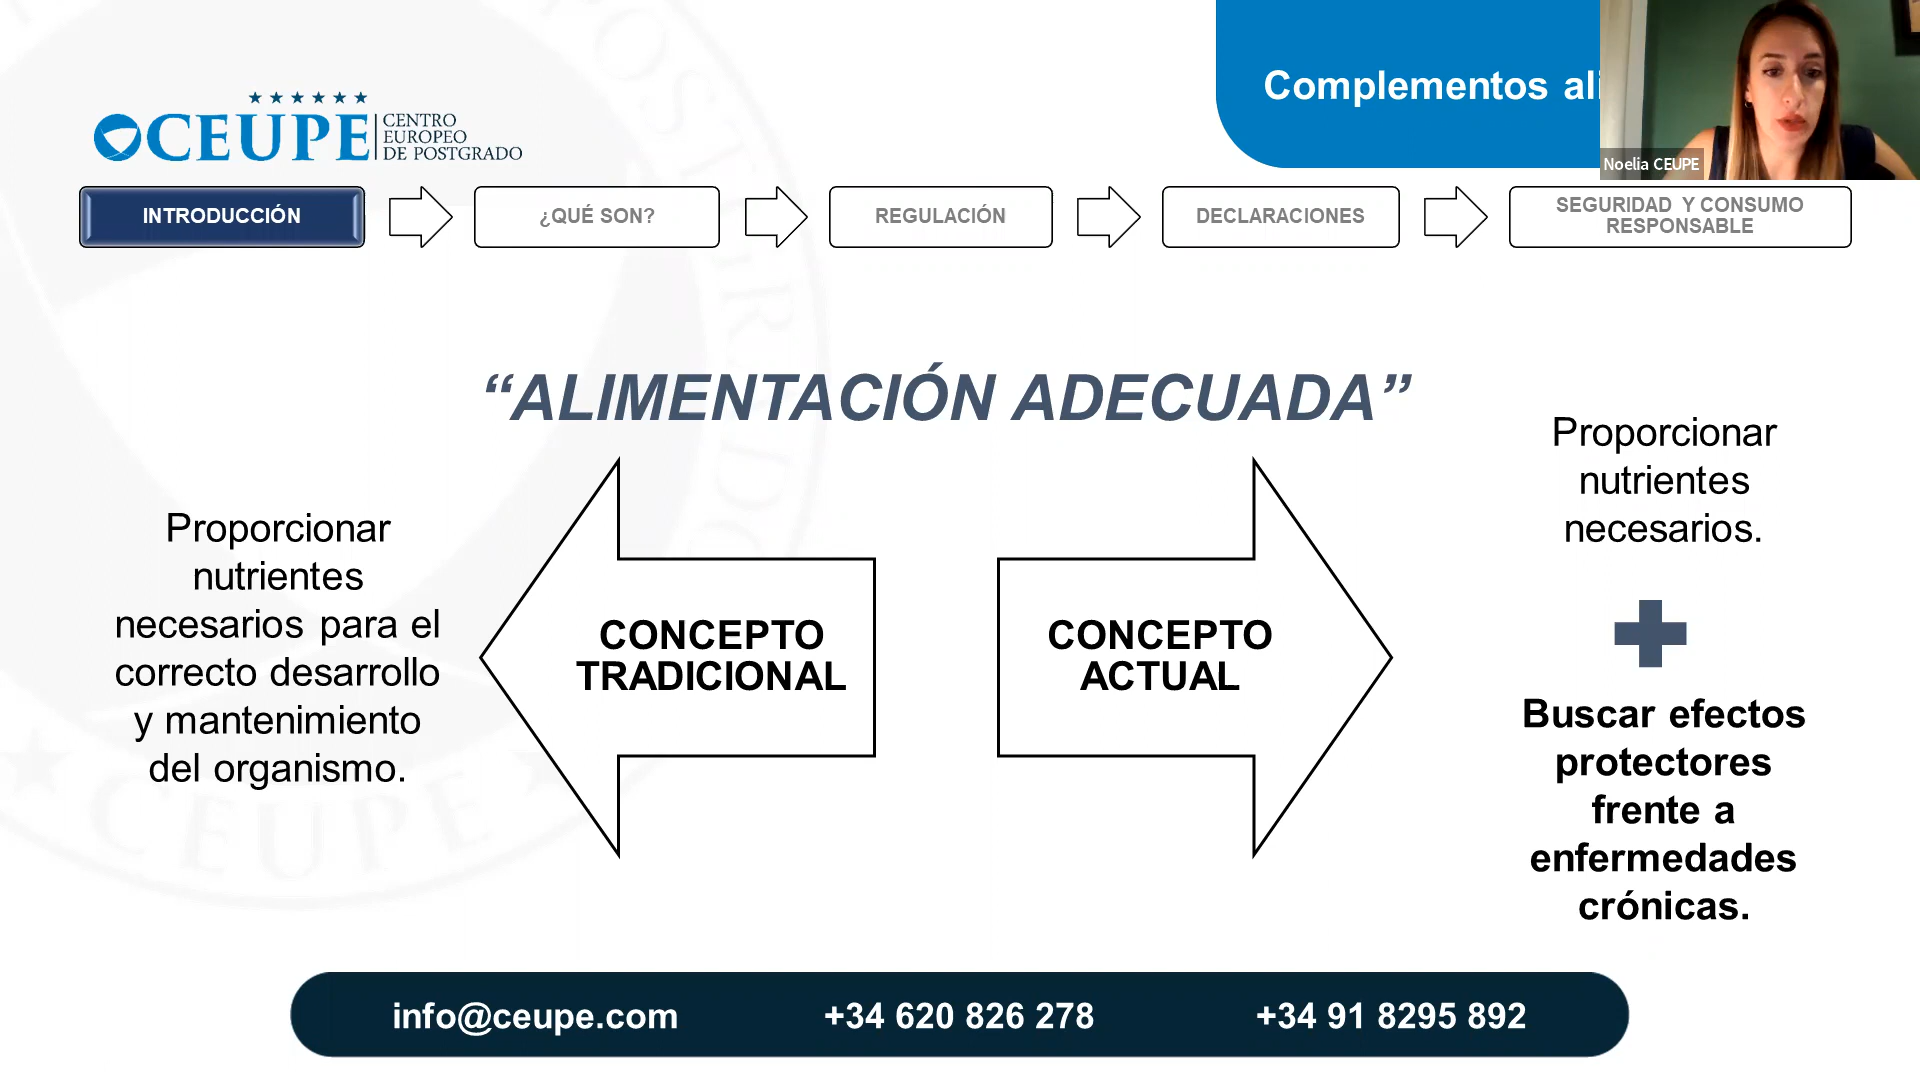 Complementos ali
Noelia CEUPE
CEUPE
CENTRO
EUROPEO
DE POSTGRADO
INTRODUCCIÓN
¿QUÉ SON?
REGULACIÓN
DECLARACIONES
SEGURIDAD Y CONSUMO
RESPONSABLE
“ALIMENTACIÓN ADECUADA”
Proporcionar
nutrientes
necesarios para el
correcto desarrollo
y mantenimiento
del organismo.
CONCEPTO
TRADICIONAL
CONCEPTO
ACTUAL
Proporcionar
nutrientes
necesarios.
Buscar efectos
protectores
frente a
enfermedades
crónicas.
CEUPE
info@ceupe.com
+34 620 826 278
+34 91 8295 892